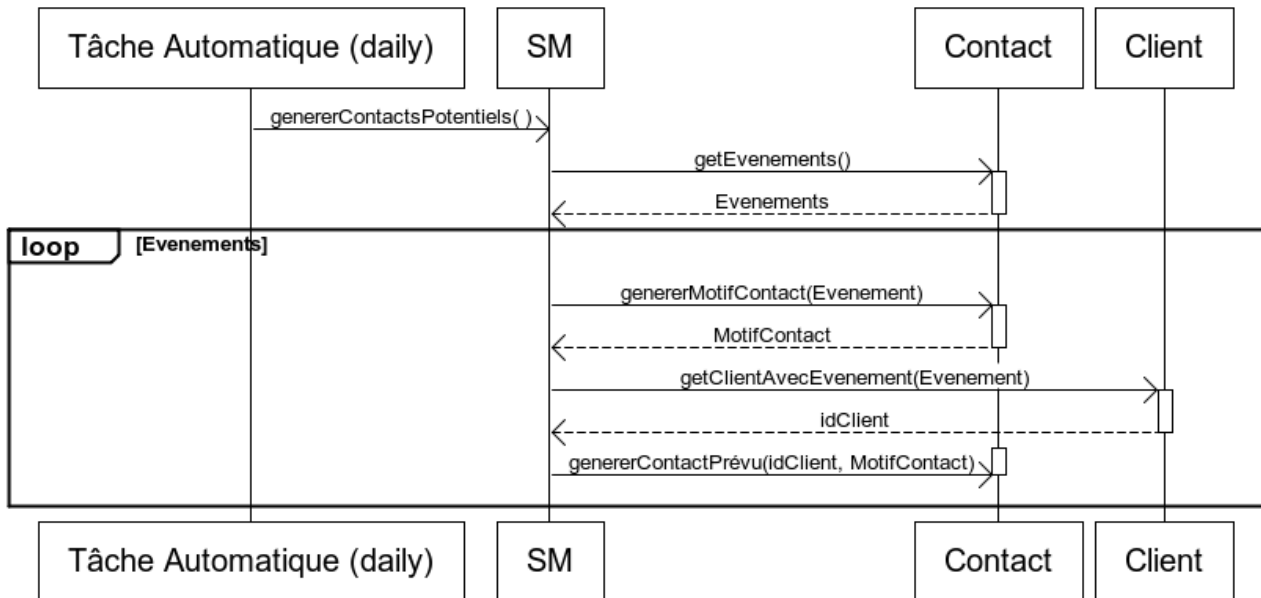 Tâche Automatique (daily) SM Contact Client
genererContactsPotentiels( )
getEvenements()
Evenements
loop [Evenements]
genererMotifContact(Evenement)
MotifContact
getClientAvecEvenement(Evenement)
idClient
genererContactPrévu(idClient, MotifContact)
Tâche Automatique (daily) SM Contact Client